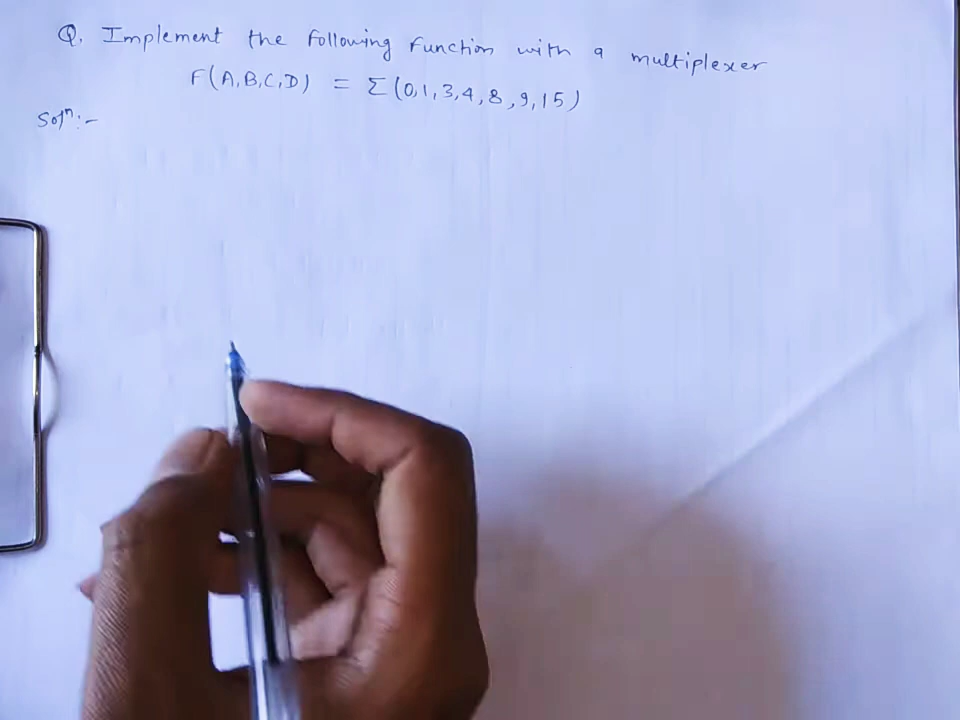 Q. Implement the following function with a multiplexer
F(A,B,C,D) = Σ(0,1,3,4,8,9,15)
Solⁿ:-